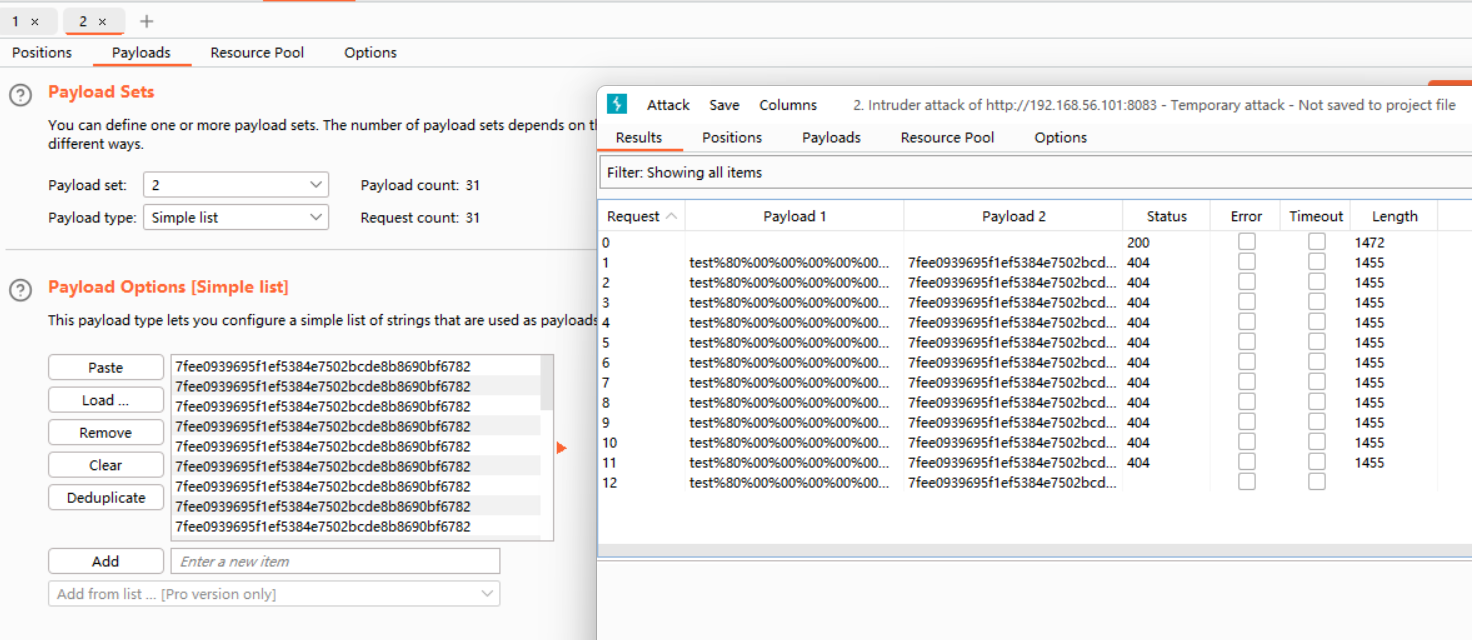 1 × 2 × +
Positions Payloads Resource Pool Options
? Payload Sets
You can define one or more payload sets. The number of payload sets depends on th
different ways.
Payload set: 2 Payload count: 31
Payload type: Simple list Request count: 31
? Payload Options [Simple list]
This payload type lets you configure a simple list of strings that are used as payloads
Paste
Load ...
Remove
Clear
Deduplicate
7fee0939695f1ef5384e7502bcde8b8690bf6782
7fee0939695f1ef5384e7502bcde8b8690bf6782
7fee0939695f1ef5384e7502bcde8b8690bf6782
7fee0939695f1ef5384e7502bcde8b8690bf6782
7fee0939695f1ef5384e7502bcde8b8690bf6782
7fee0939695f1ef5384e7502bcde8b8690bf6782
7fee0939695f1ef5384e7502bcde8b8690bf6782
7fee0939695f1ef5384e7502bcde8b8690bf6782
7fee0939695f1ef5384e7502bcde8b8690bf6782
Add Enter a new item
Add from list ... [Pro version only]
Attack Save Columns 2. Intruder attack of http://192.168.56.101:8083 - Temporary attack - Not saved to project file
Results Positions Payloads Resource Pool Options
Filter: Showing all items
Request Payload 1 Payload 2 Status Error Timeout Length
0 200 1472
1 test%80%00%00%00%00%00... 7fee0939695f1ef5384e7502bcd... 404 1455
2 test%80%00%00%00%00%00... 7fee0939695f1ef5384e7502bcd... 404 1455
3 test%80%00%00%00%00%00... 7fee0939695f1ef5384e7502bcd... 404 1455
4 test%80%00%00%00%00%00... 7fee0939695f1ef5384e7502bcd... 404 1455
5 test%80%00%00%00%00%00... 7fee0939695f1ef5384e7502bcd... 404 1455
6 test%80%00%00%00%00%00... 7fee0939695f1ef5384e7502bcd... 404 1455
7 test%80%00%00%00%00%00... 7fee0939695f1ef5384e7502bcd... 404 1455
8 test%80%00%00%00%00%00... 7fee0939695f1ef5384e7502bcd... 404 1455
9 test%80%00%00%00%00%00... 7fee0939695f1ef5384e7502bcd... 404 1455
10 test%80%00%00%00%00%00... 7fee0939695f1ef5384e7502bcd... 404 1455
11 test%80%00%00%00%00%00... 7fee0939695f1ef5384e7502bcd... 404 1455
12 test%80%00%00%00%00%00... 7fee0939695f1ef5384e7502bcd...